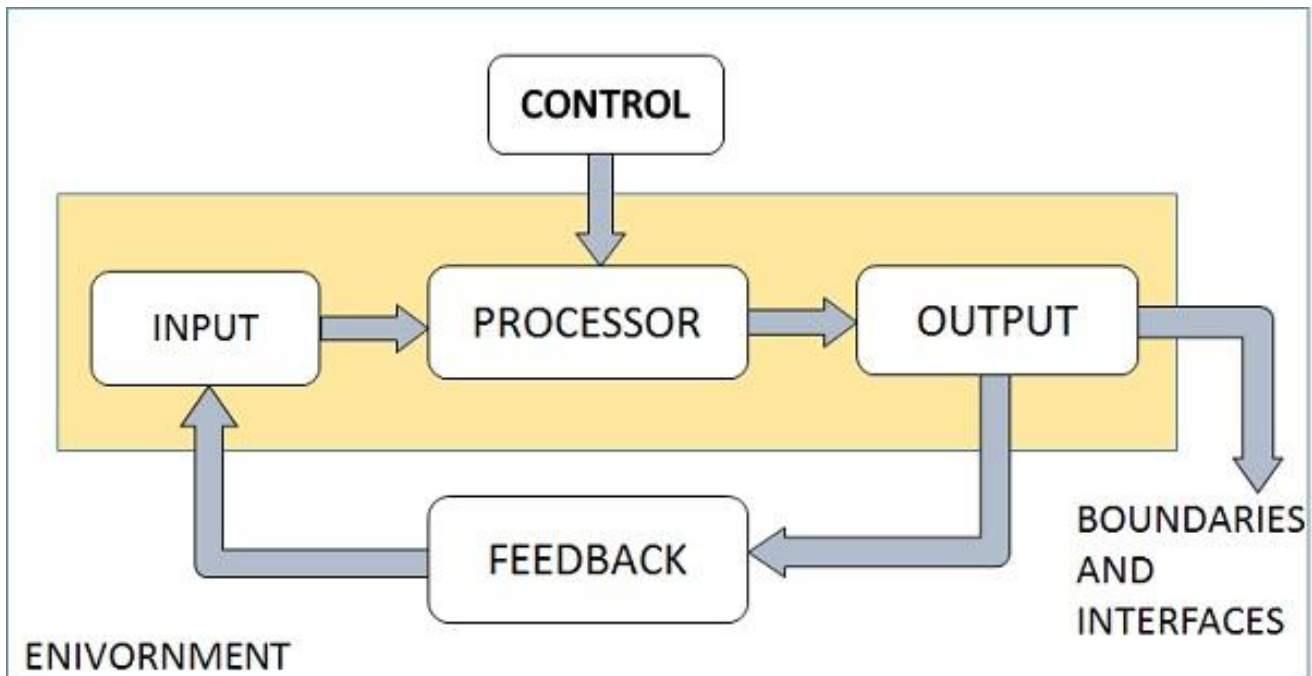 CONTROL
INPUT
PROCESSOR
OUTPUT
FEEDBACK
BOUNDARIES
AND
INTERFACES
ENIVORNMENT